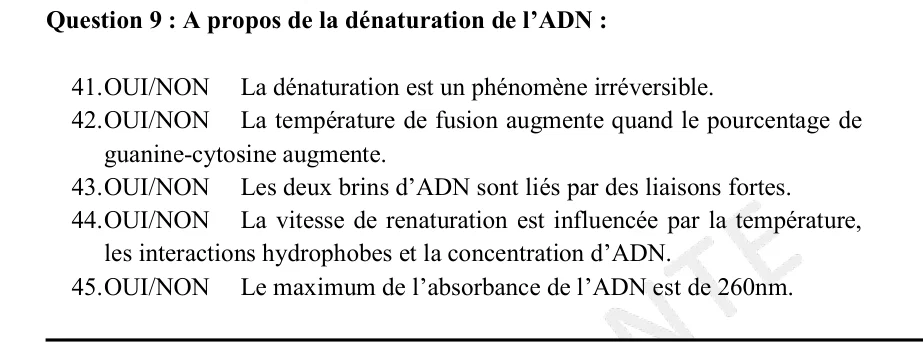 Question 9 : A propos de la dénaturation de l’ADN :
41.OUI/NON La dénaturation est un phénomène irréversible.
42.OUI/NON La température de fusion augmente quand le pourcentage de
guanine-cytosine augmente.
43.OUI/NON Les deux brins d’ADN sont liés par des liaisons fortes.
44.OUI/NON La vitesse de renaturation est influencée par la température,
les interactions hydrophobes et la concentration d’ADN.
45.OUI/NON Le maximum de l’absorbance de l’ADN est de 260nm.